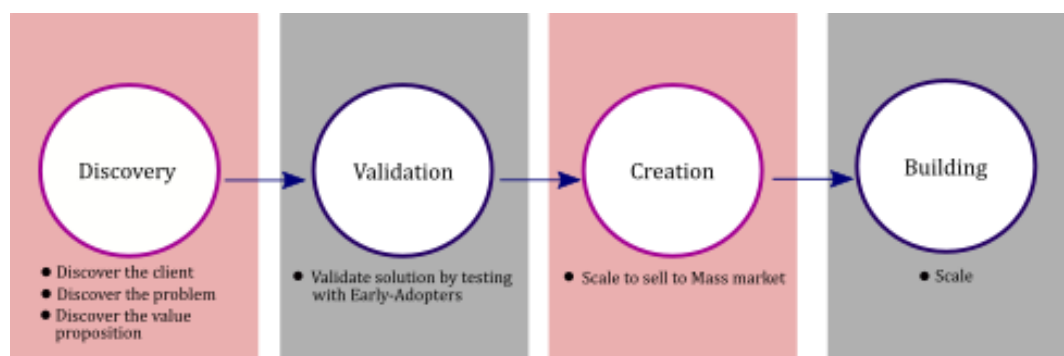 Discovery
● Discover the client
● Discover the problem
● Discover the value
proposition
Validation
● Validate solution by testing
with Early-Adopters
Creation
● Scale to sell to Mass market
Building
● Scale